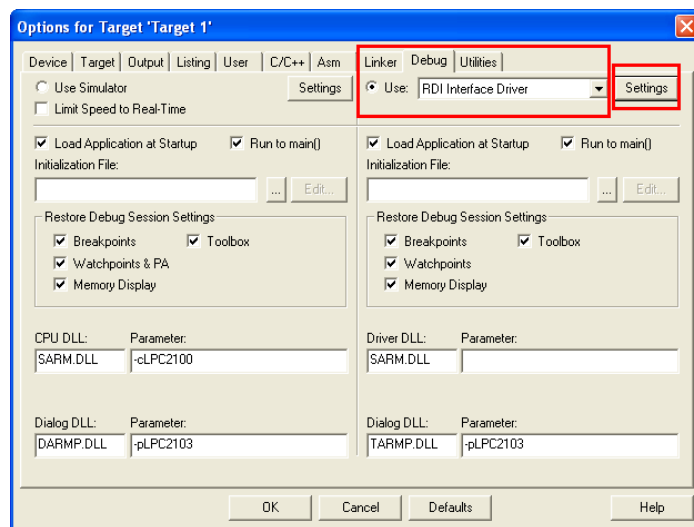 Options for Target 'Target 1'
Device Target Output Listing User C/C++ Asm Linker Debug Utilities
Use Simulator Settings Use: RDI Interface Driver Settings
Limit Speed to Real-Time
Load Application at Startup Run to main() Load Application at Startup Run to main()
Initialization File: Initialization File:
... Edit... ... Edit...
Restore Debug Session Settings Restore Debug Session Settings
Breakpoints Toolbox Breakpoints Toolbox
Watchpoints & PA Watchpoints
Memory Display Memory Display
CPU DLL: Parameter: Driver DLL: Parameter:
SARM.DLL -cLPC2100 SARM.DLL
Dialog DLL: Parameter: Dialog DLL: Parameter:
DARMP.DLL -pLPC2103 TARMP.DLL -pLPC2103
OK Cancel Defaults Help